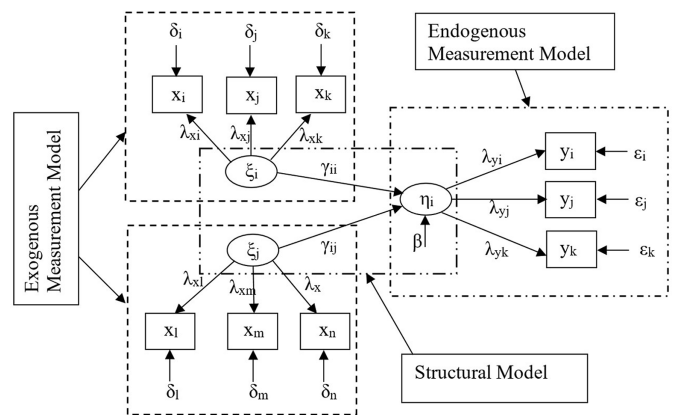 δi
δj
δk
xi
xj
xk
λxi
λxj
λxk
ξi
Exogenous
Measurement Model
ξj
λxl
λxm
λx
xl
xm
xn
δl
δm
δn
γii
γij
ηi
β
Endogenous
Measurement Model
λyi
λyj
λyk
yi
yj
yk
εi
εj
εk
Structural Model